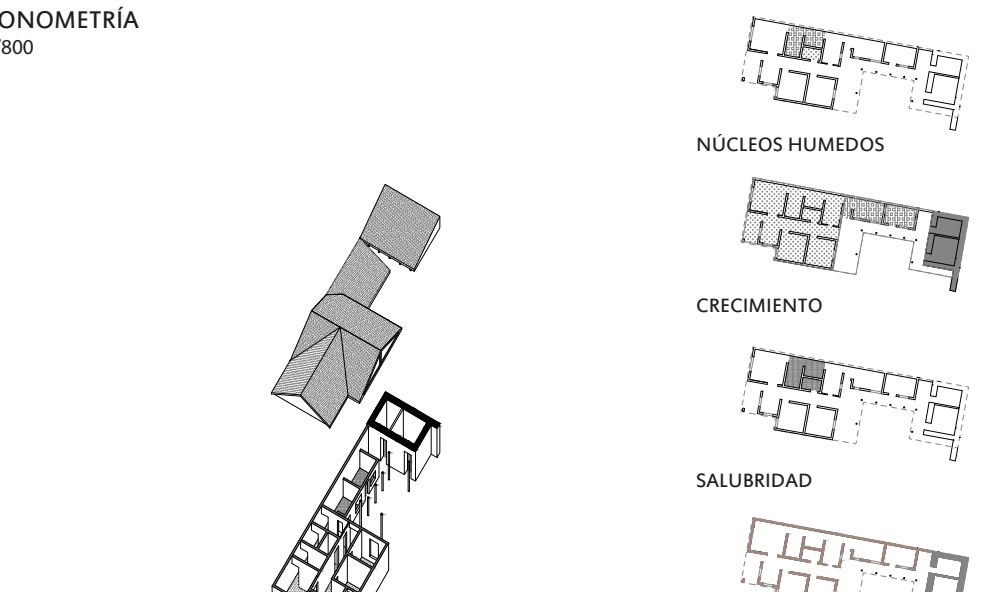 ONOMETRÍA
/800
NÚCLEOS HUMEDOS
CRECIMIENTO
SALUBRIDAD